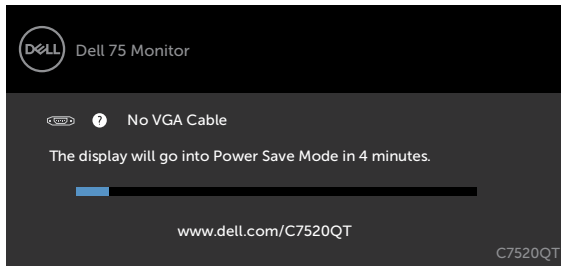 DELL
Dell 75 Monitor
? No VGA Cable
The display will go into Power Save Mode in 4 minutes.
www.dell.com/C7520QT
C7520QT